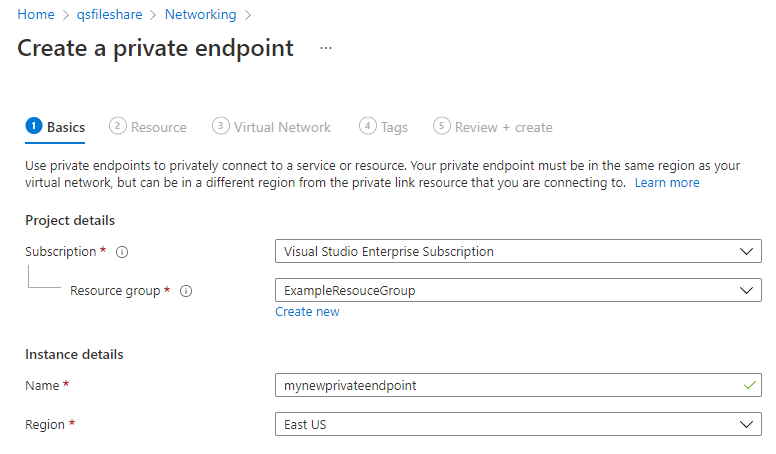 Home > qsfileshare > Networking >
Create a private endpoint ...
1 Basics 2 Resource 3 Virtual Network 4 Tags 5 Review + create
Use private endpoints to privately connect to a service or resource. Your private endpoint must be in the same region as your
virtual network, but can be in a different region from the private link resource that you are connecting to. Learn more
Project details
Subscription * i Visual Studio Enterprise Subscription
Resource group * i ExampleResouceGroup
Create new
Instance details
Name * mynewprivateendpoint
Region * East US